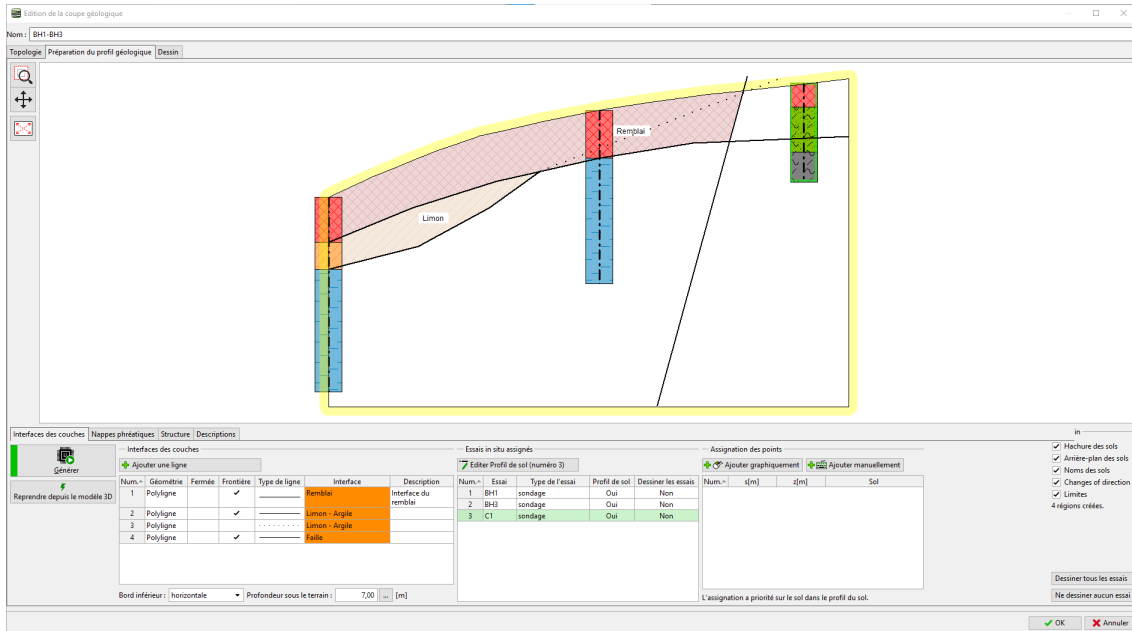 Edition de la coupe géologique
Nom : BH1-BH3
Topologie Préparation du profil géologique Dessin
Remblai
Limon
Interfaces des couches Nappes phréatiques Structure Descriptions
in
Générer
Reprendre depuis le modèle 3D
Interfaces des couches
Ajouter une ligne
Num. Géométrie Fermée Frontière Type de ligne Interface Description
1 Polyligne Remblai Interface du
remblai
2 Polyligne Limon - Argile
3 Polyligne Limon - Argile
4 Polyligne Faille
Bord inférieur : horizontale Profondeur sous le terrain : 7,00 ... [m]
Essais in situ assignés
Editer Profil de sol (numéro 3)
Num. Essai Type de l'essai Profil de sol Dessiner les essais
1 BH1 sondage Oui Non
2 BH3 sondage Oui Non
3 C1 sondage Oui Non
Assignation des points
Ajouter graphiquement Ajouter manuellement
Num. s[m] z[m] Sol
L'assignation a priorité sur le sol dans le profil du sol.
Hachure des sols
Arrière-plan des sols
Noms des sols
Changes of direction
Limites
4 régions créées.
Dessiner tous les essais
Ne dessiner aucun essai
OK Annuler